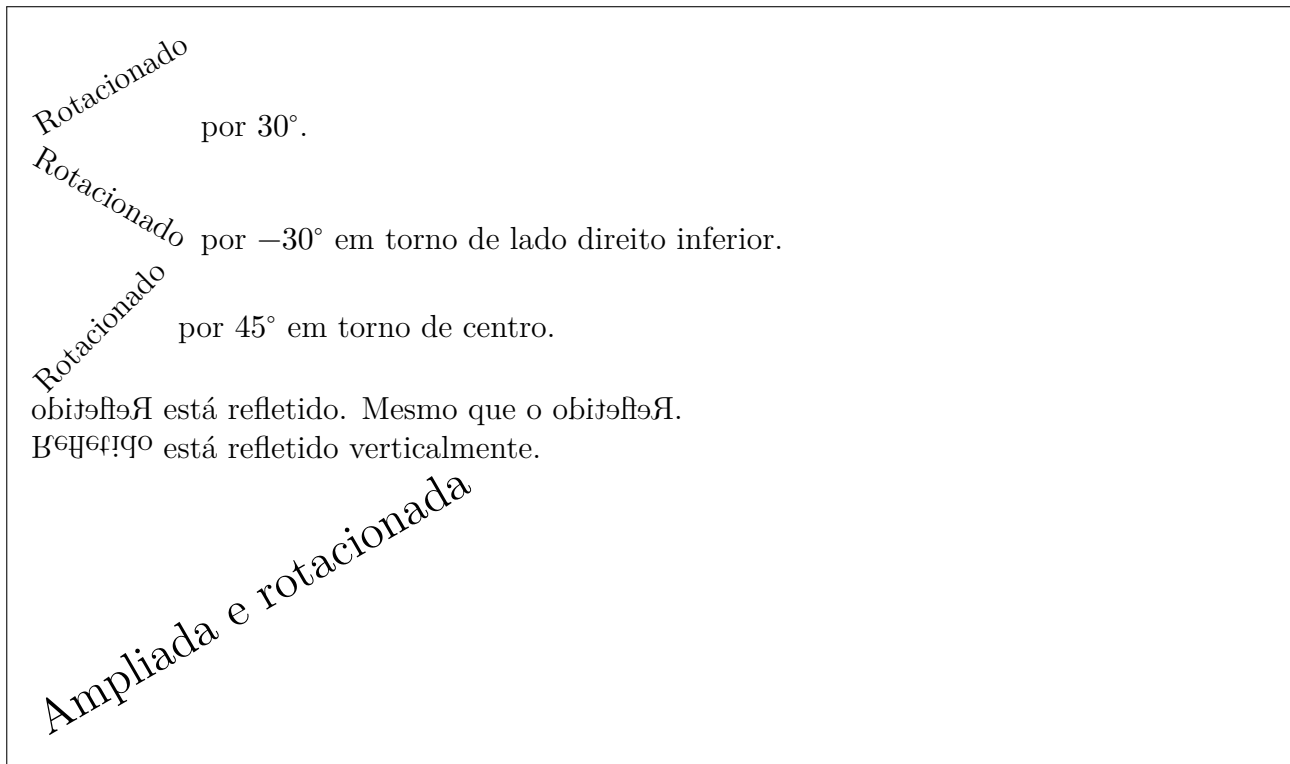 Rotacionado por 30°.
Rotacionado por −30° em torno de lado direito inferior.
Rotacionado por 45° em torno de centro.
Refletido está refletido. Mesmo que o Refletido.
Refletido está refletido verticalmente.
Ampliada e rotacionada